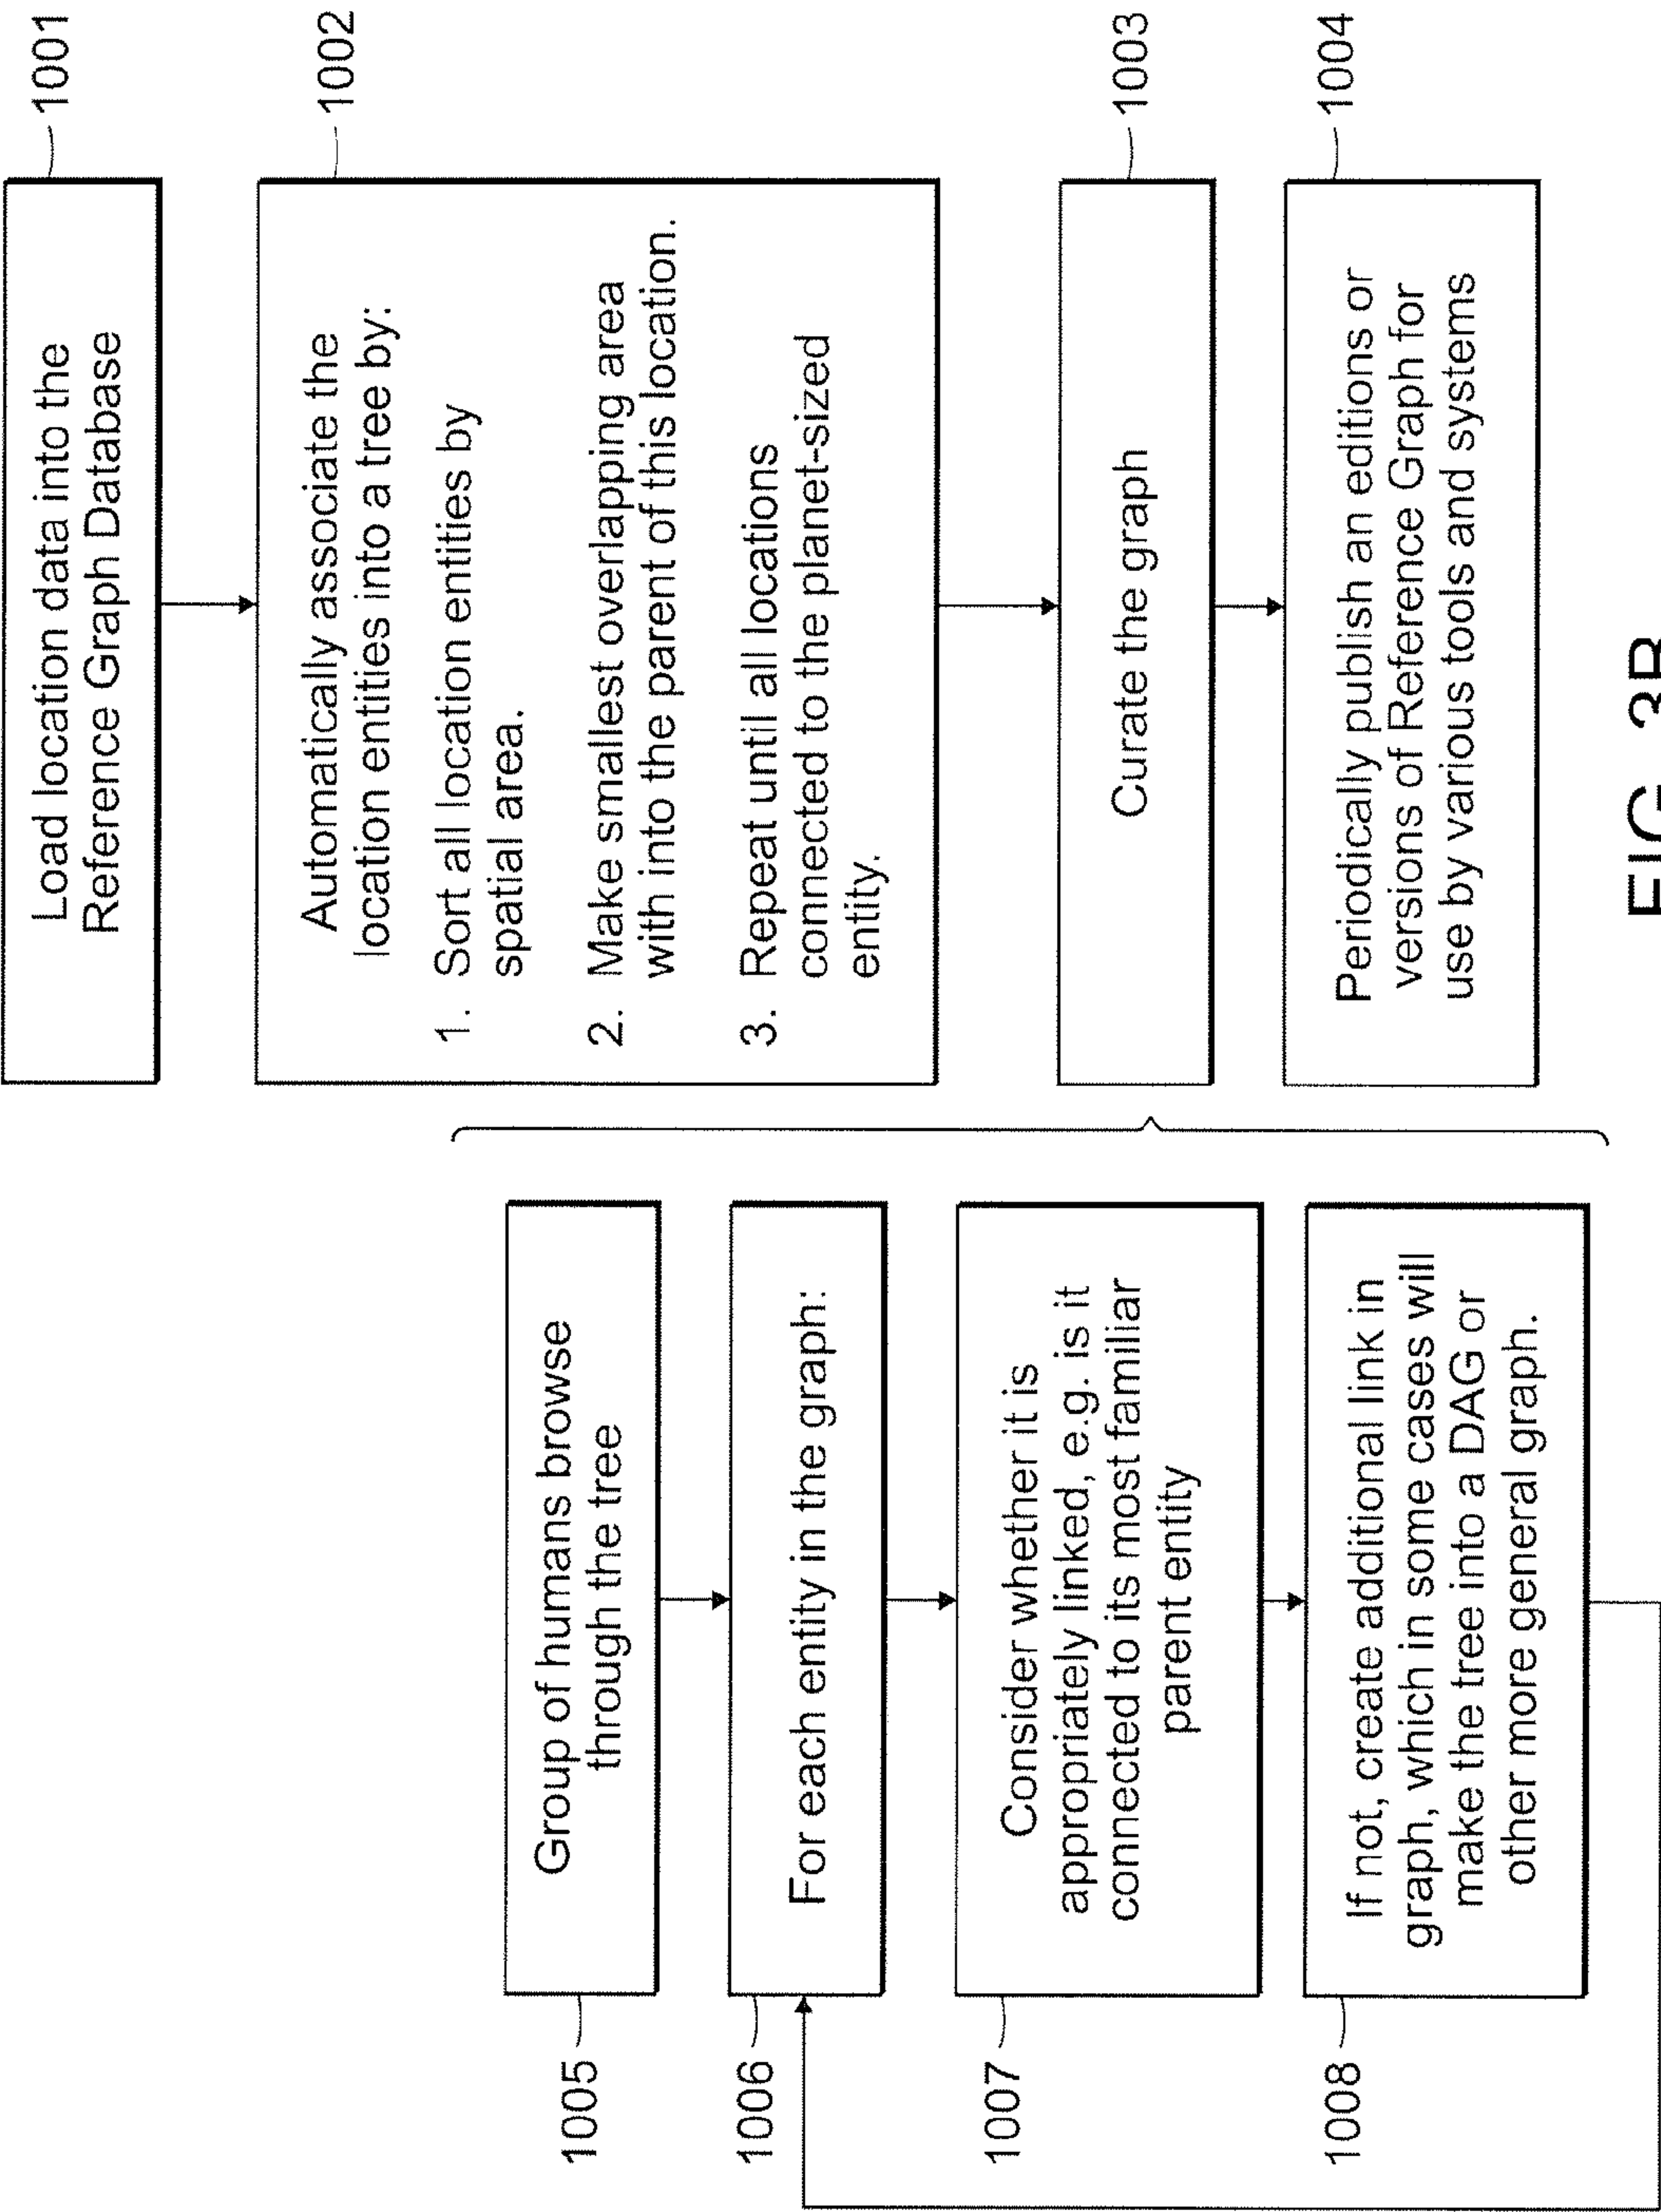 Load location data into the
Reference Graph Database
1001
Automatically associate the
location entities into a tree by:
1. Sort all location entities by
spatial area.
2. Make smallest overlapping area
with into the parent of this location.
3. Repeat until all locations
connected to the planet-sized
entity.
1002
Curate the graph
1003
Periodically publish an editions or
versions of Reference Graph for
use by various tools and systems
1004
Group of humans browse
through the tree
1005
For each entity in the graph:
1006
Consider whether it is
appropriately linked, e.g. is it
connected to its most familiar
parent entity
1007
If not, create additional link in
graph, which in some cases will
make the tree into a DAG or
other more general graph.
1008
FIG. 3B